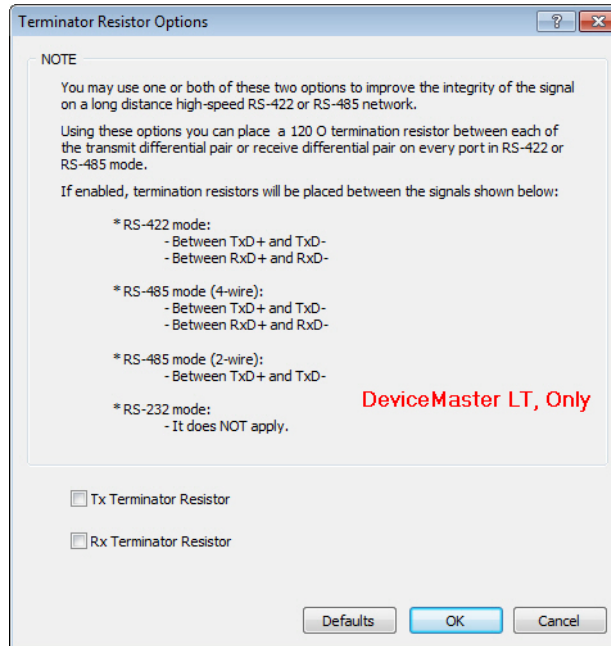 Terminator Resistor Options
NOTE
You may use one or both of these two options to improve the integrity of the signal
on a long distance high-speed RS-422 or RS-485 network.
Using these options you can place a 120 O termination resistor between each of
the transmit differential pair or receive differential pair on every port in RS-422 or
RS-485 mode.
If enabled, termination resistors will be placed between the signals shown below:
* RS-422 mode:
- Between TxD+ and TxD-
- Between RxD+ and RxD-
* RS-485 mode (4-wire):
- Between TxD+ and TxD-
- Between RxD+ and RxD-
* RS-485 mode (2-wire):
- Between TxD+ and TxD-
DeviceMaster LT, Only
* RS-232 mode:
- It does NOT apply.
Tx Terminator Resistor
Rx Terminator Resistor
Defaults OK Cancel